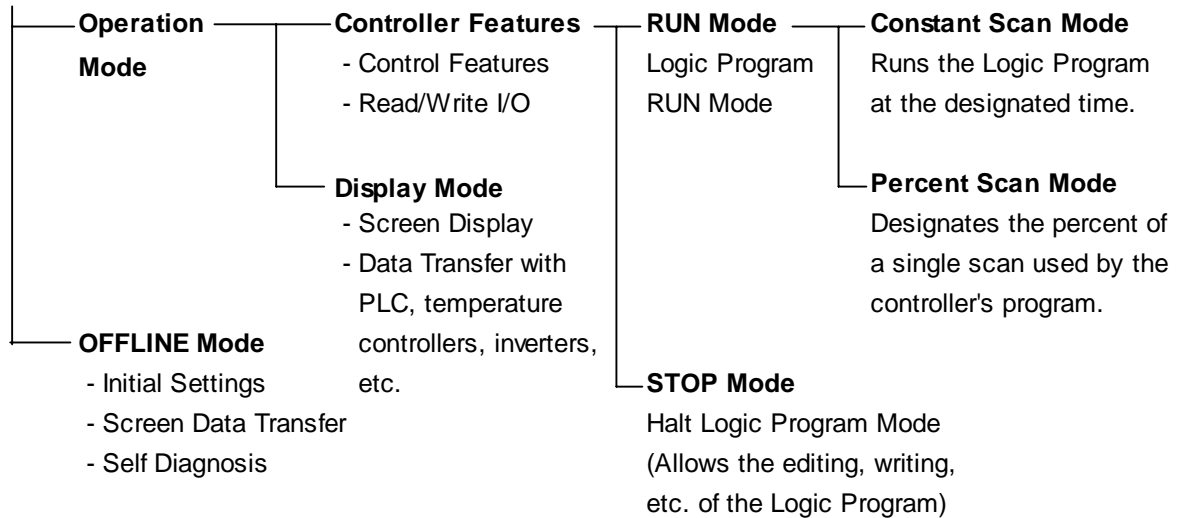 Operation
Mode
Controller Features
- Control Features
- Read/Write I/O
RUN Mode
Logic Program
RUN Mode
Constant Scan Mode
Runs the Logic Program
at the designated time.
Percent Scan Mode
Designates the percent of
a single scan used by the
controller's program.
Display Mode
- Screen Display
- Data Transfer with
PLC, temperature
controllers, inverters,
etc.
STOP Mode
Halt Logic Program Mode
(Allows the editing, writing,
etc. of the Logic Program)
OFFLINE Mode
- Initial Settings
- Screen Data Transfer
- Self Diagnosis